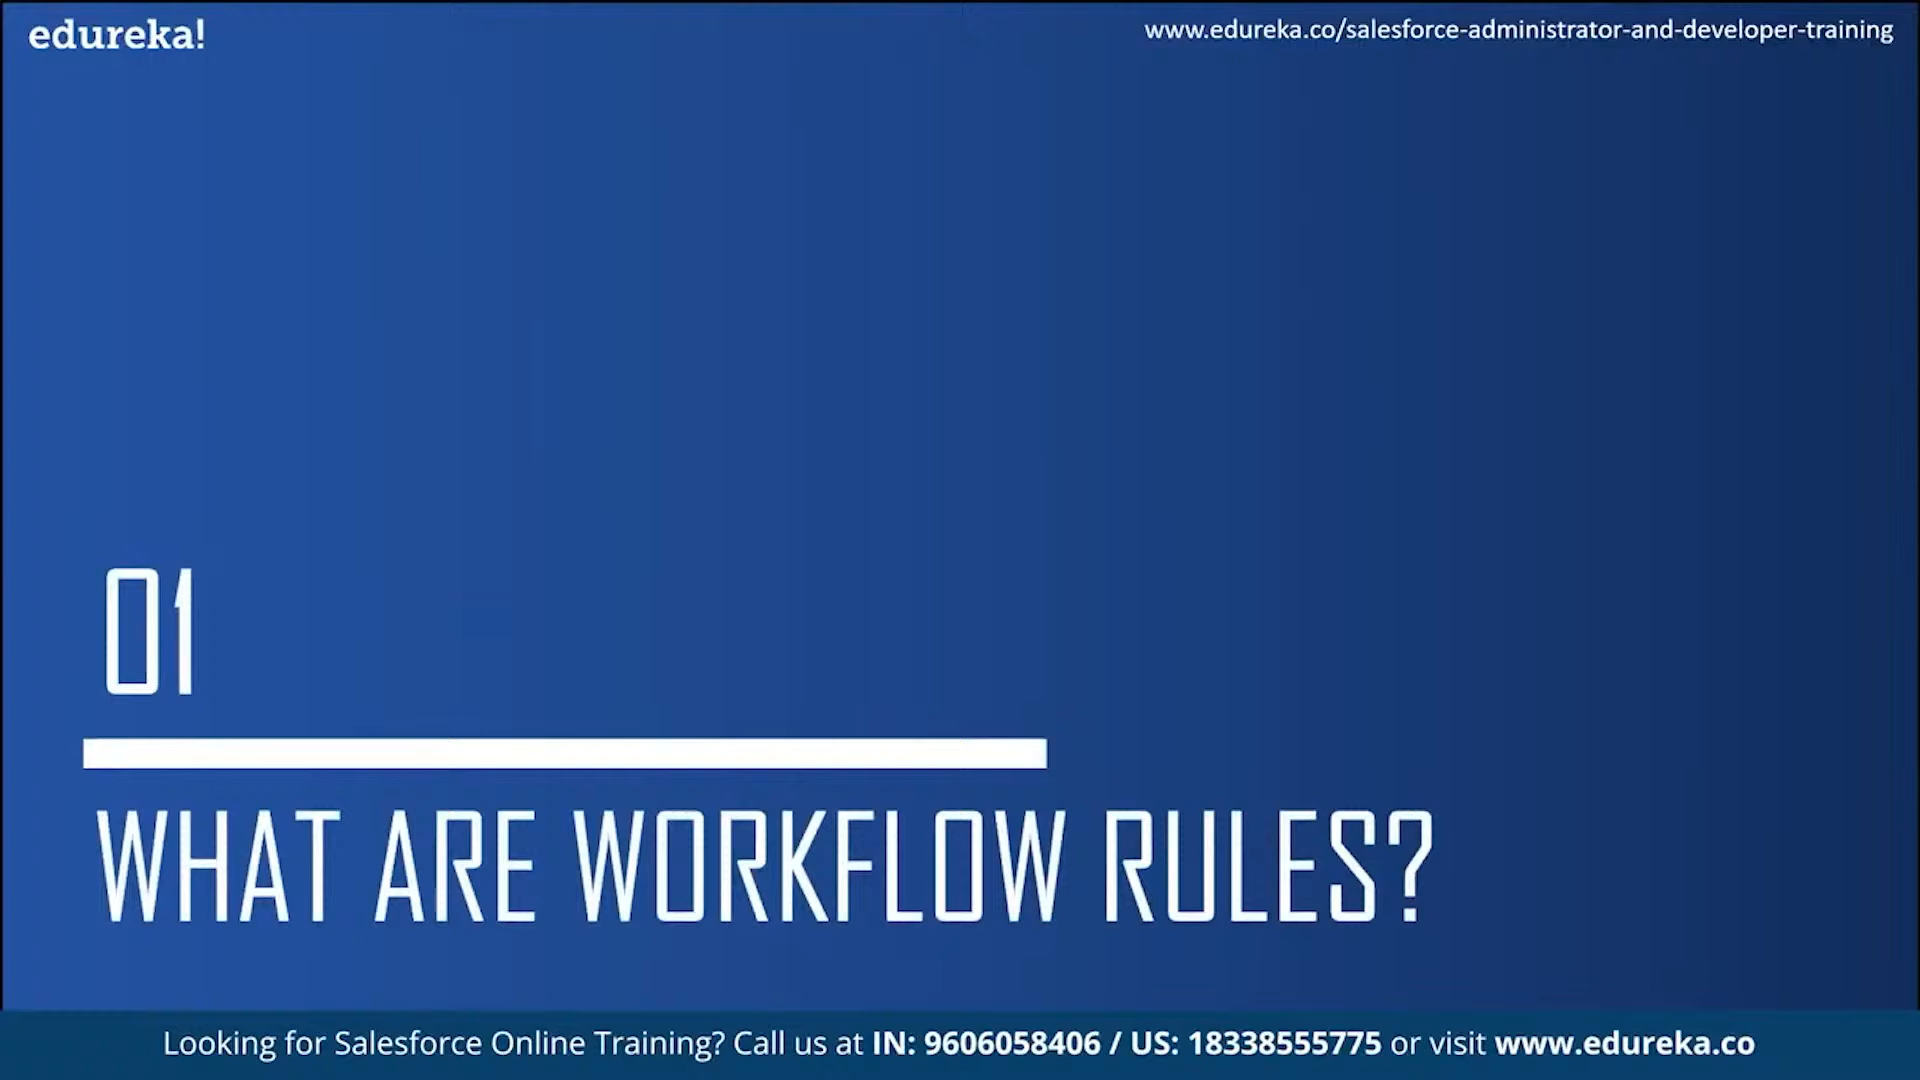 edureka!
www.edureka.co/salesforce-administrator-and-developer-training
01
WHAT ARE WORKFLOW RULES?
Looking for Salesforce Online Training? Call us at IN: 9606058406 / US: 18338555775 or visit www.edureka.co